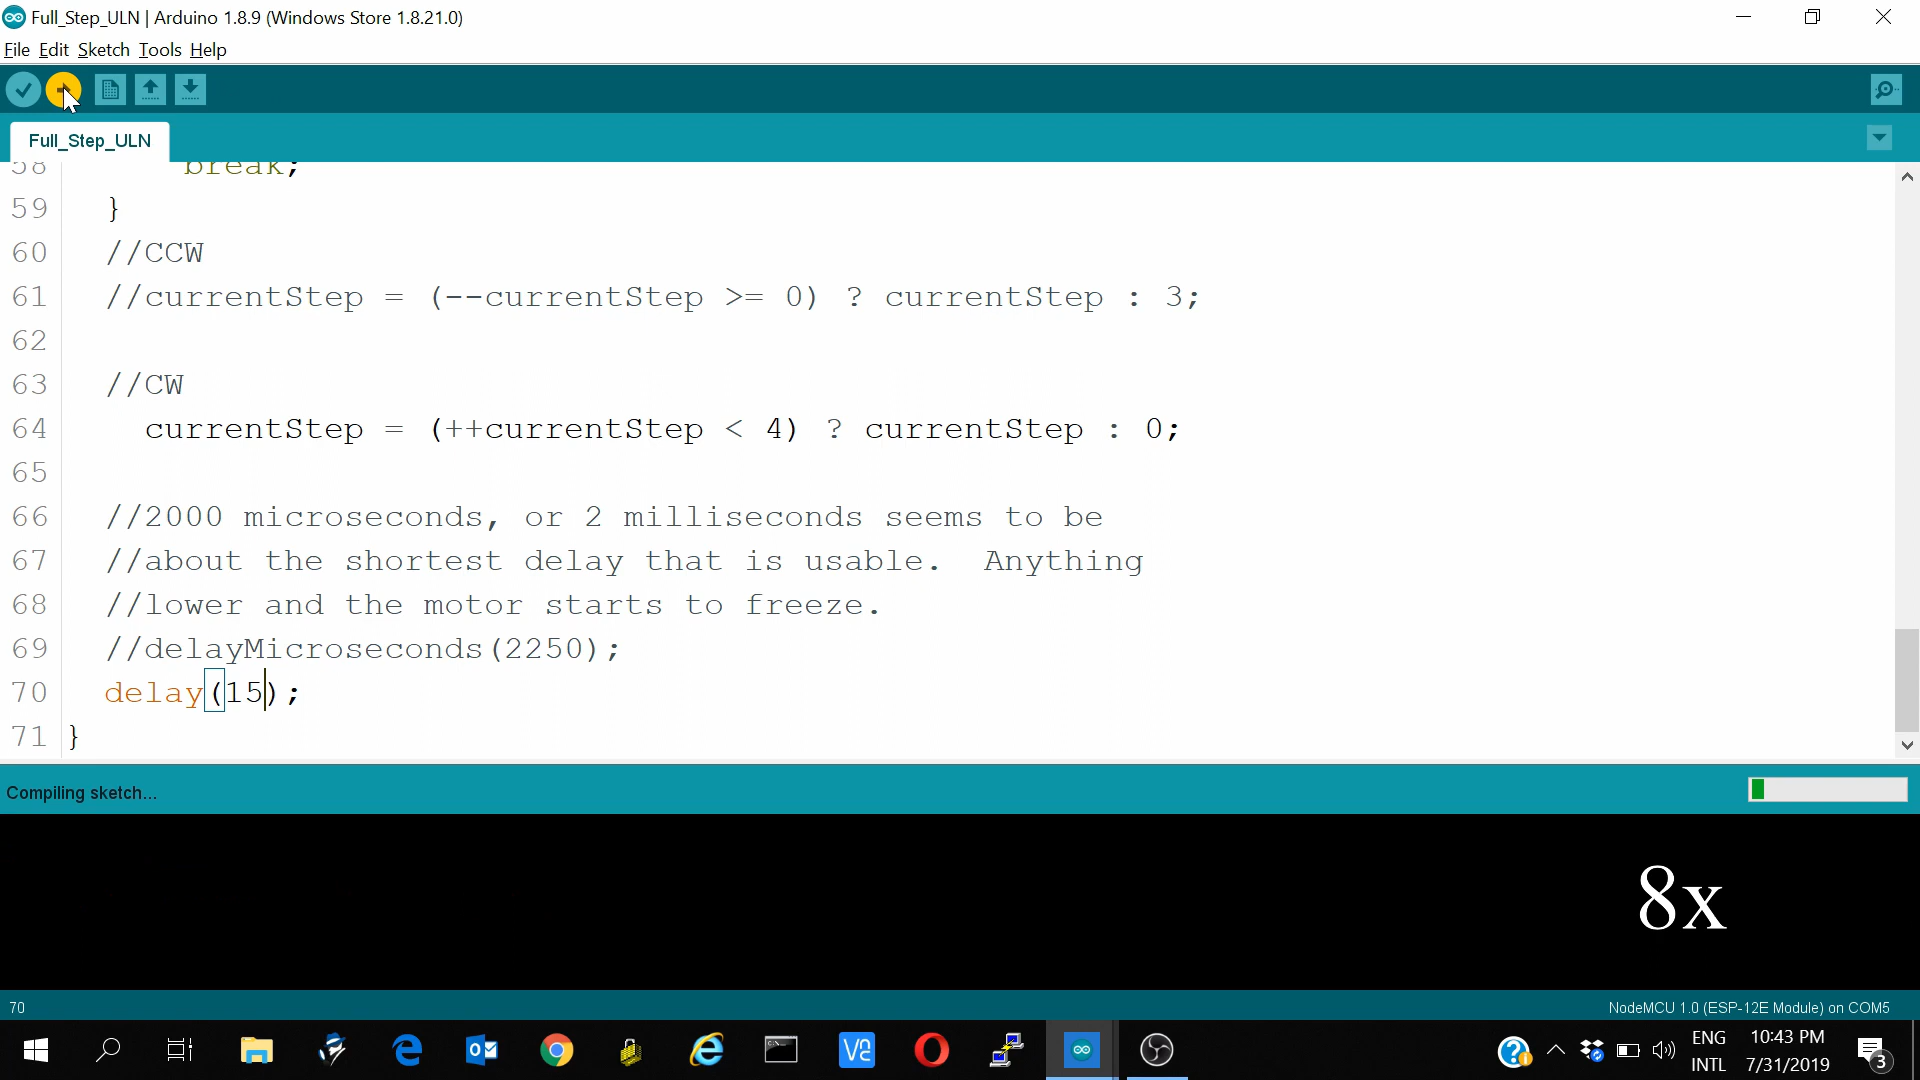 Full_Step_ULN | Arduino 1.8.9 (Windows Store 1.8.21.0)
File Edit Sketch Tools Help
Full_Step_ULN
58 break;
59 }
60 //CCW
61 //currentStep = (--currentStep >= 0) ? currentStep : 3;
62
63 //CW
64 currentStep = (++currentStep < 4) ? currentStep : 0;
65
66 //2000 microseconds, or 2 milliseconds seems to be
67 //about the shortest delay that is usable.  Anything
68 //lower and the motor starts to freeze.
69 //delayMicroseconds(2250);
70 delay(15);
71 }
Compiling sketch...
8x
70
NodeMCU 1.0 (ESP-12E Module) on COM5
ENG 10:43 PM
INTL 7/31/2019
3